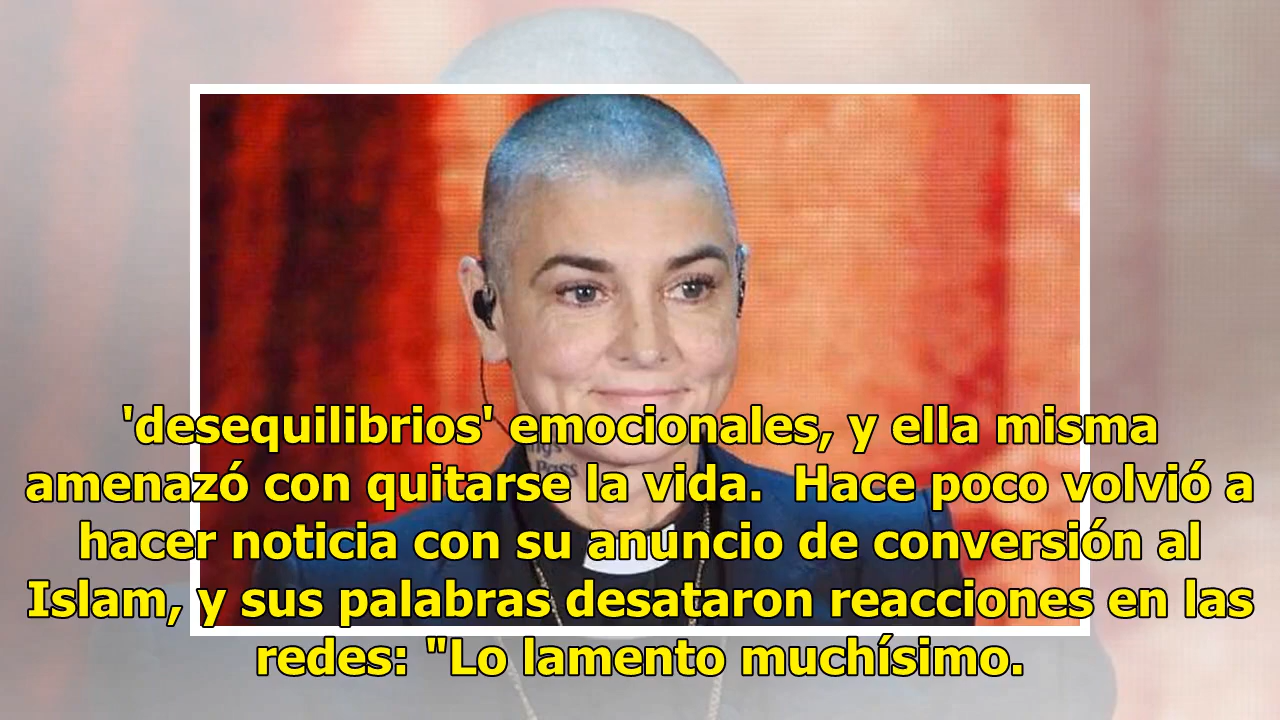 'desequilibrios' emocionales, y ella misma
amenazó con quitarse la vida.  Hace poco volvió a
hacer noticia con su anuncio de conversión al
Islam, y sus palabras desataron reacciones en las
redes: "Lo lamento muchísimo.
Pass